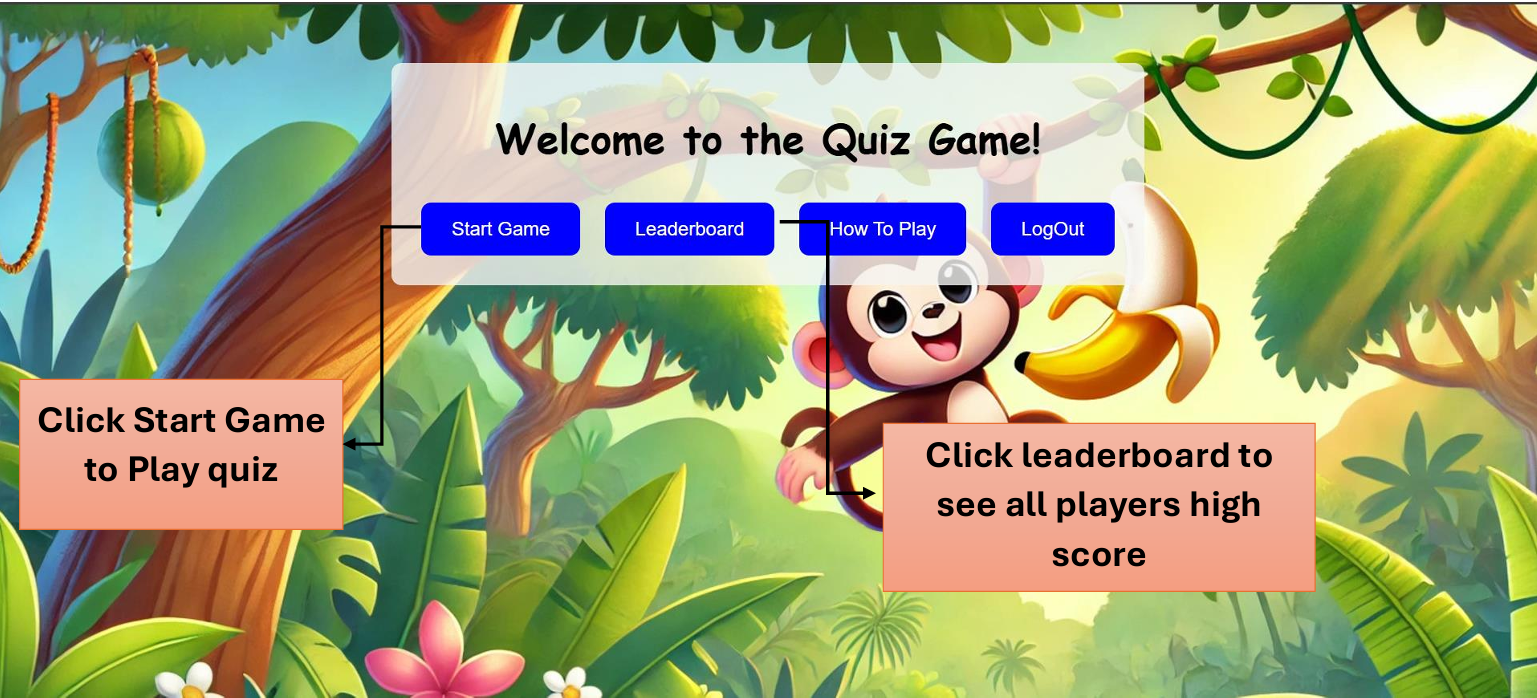 Welcome to the Quiz Game!
Start Game
Leaderboard
How To Play
LogOut
Click Start Game
to Play quiz
Click leaderboard to
see all players high
score